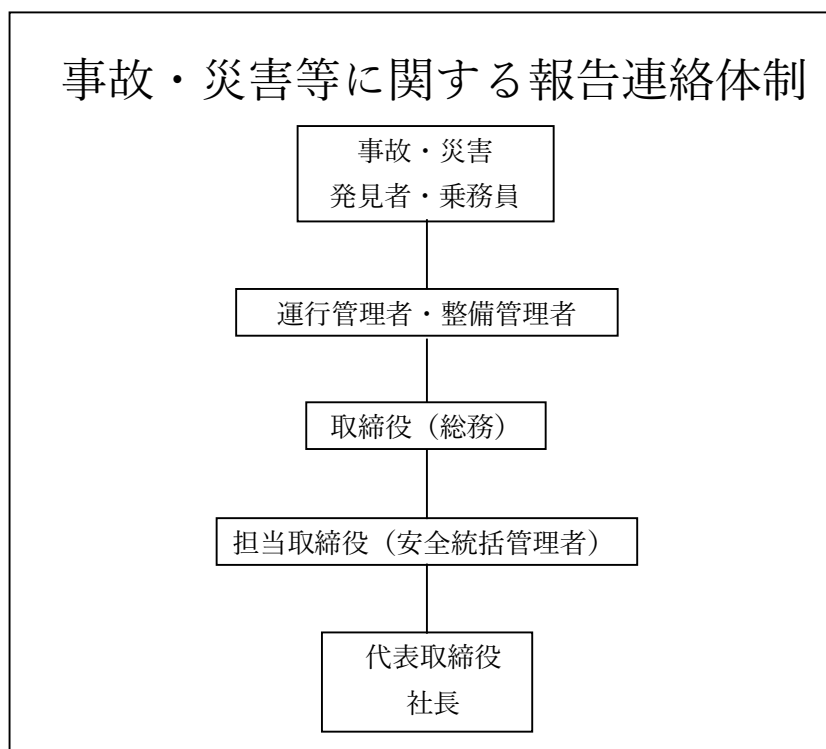 事故・災害等に関する報告連絡体制
事故・災害
発見者・乗務員
運行管理者・整備管理者
取締役（総務）
担当取締役（安全統括管理者）
代表取締役
社長